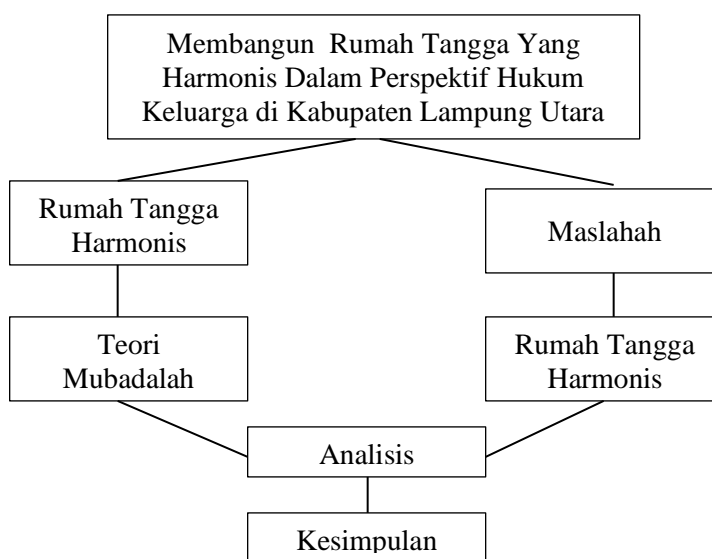 Membangun Rumah Tangga Yang
Harmonis Dalam Perspektif Hukum
Keluarga di Kabupaten Lampung Utara
Rumah Tangga
Harmonis
Maslahah
Teori
Mubadalah
Rumah Tangga
Harmonis
Analisis
Kesimpulan